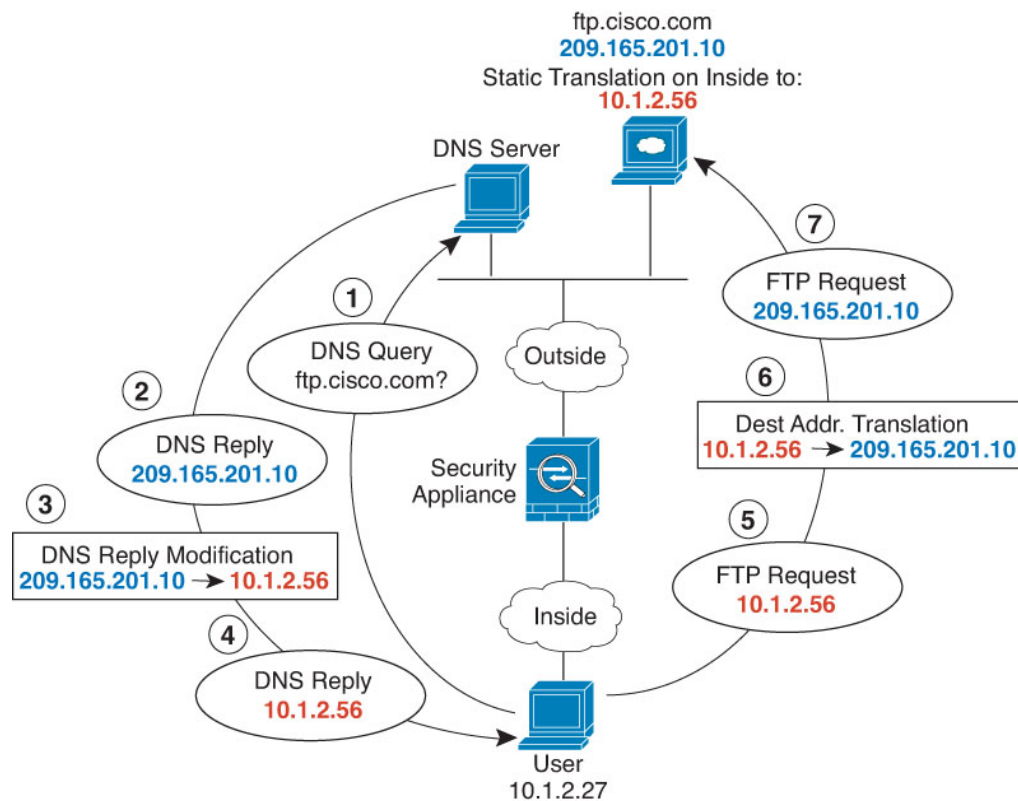 ftp.cisco.com
209.165.201.10
Static Translation on Inside to:
10.1.2.56
DNS Server
7
FTP Request
209.165.201.10
1
DNS Query
ftp.cisco.com?
Outside
2
DNS Reply
209.165.201.10
6
Dest Addr. Translation
10.1.2.56 → 209.165.201.10
Security
Appliance
3
DNS Reply Modification
209.165.201.10 → 10.1.2.56
5
FTP Request
10.1.2.56
Inside
4
DNS Reply
10.1.2.56
User
10.1.2.27